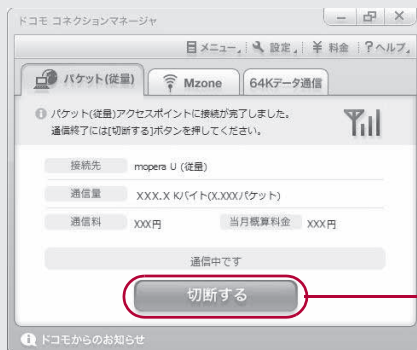 ドコモ コネクションマネージャ
メニュー 設定 ¥ 料金 ? ヘルプ
パケット(従量) Mzone 64Kデータ通信
パケット(従量)アクセスポイントに接続が完了しました。
通信終了には[切断する]ボタンを押してください。
接続先 mopera U (従量)
通信量 XXX.X Kバイト(X,XXXパケット)
通信料 XXX円 当月概算料金 XXX円
通信中です
切断する
ドコモからのお知らせ